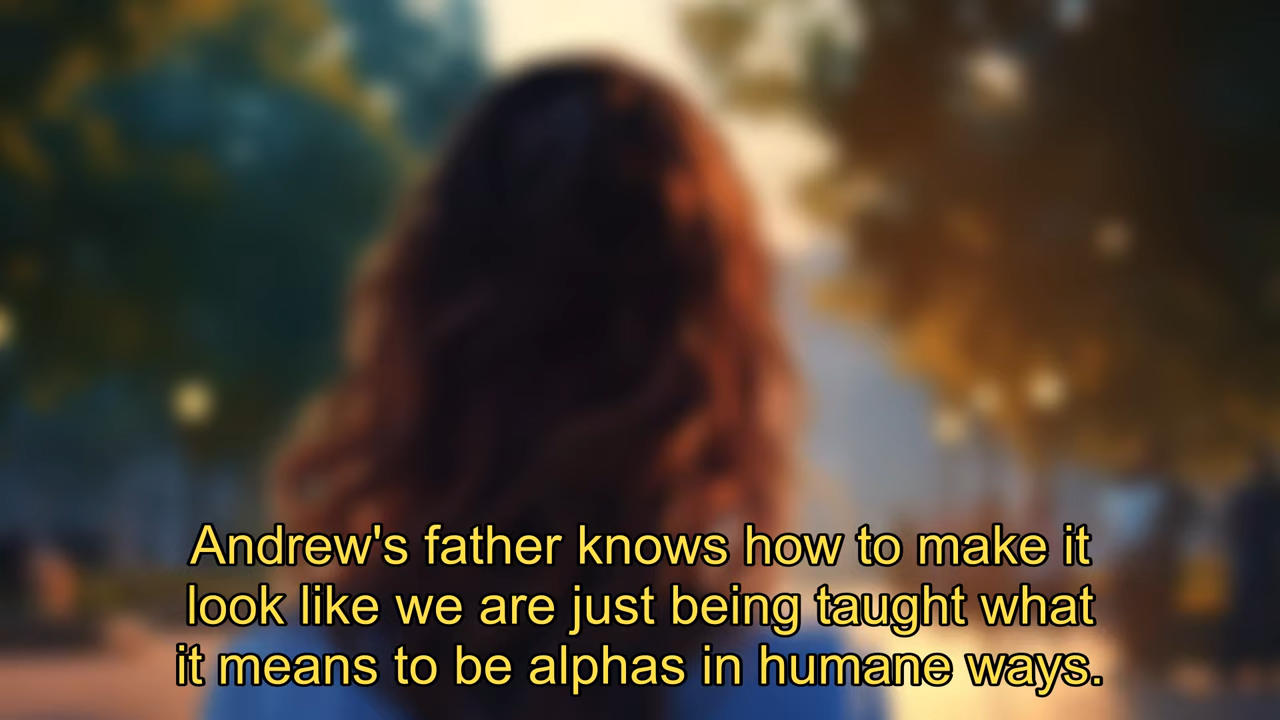 Andrew's father knows how to make it
look like we are just being taught what
it means to be alphas in humane ways.